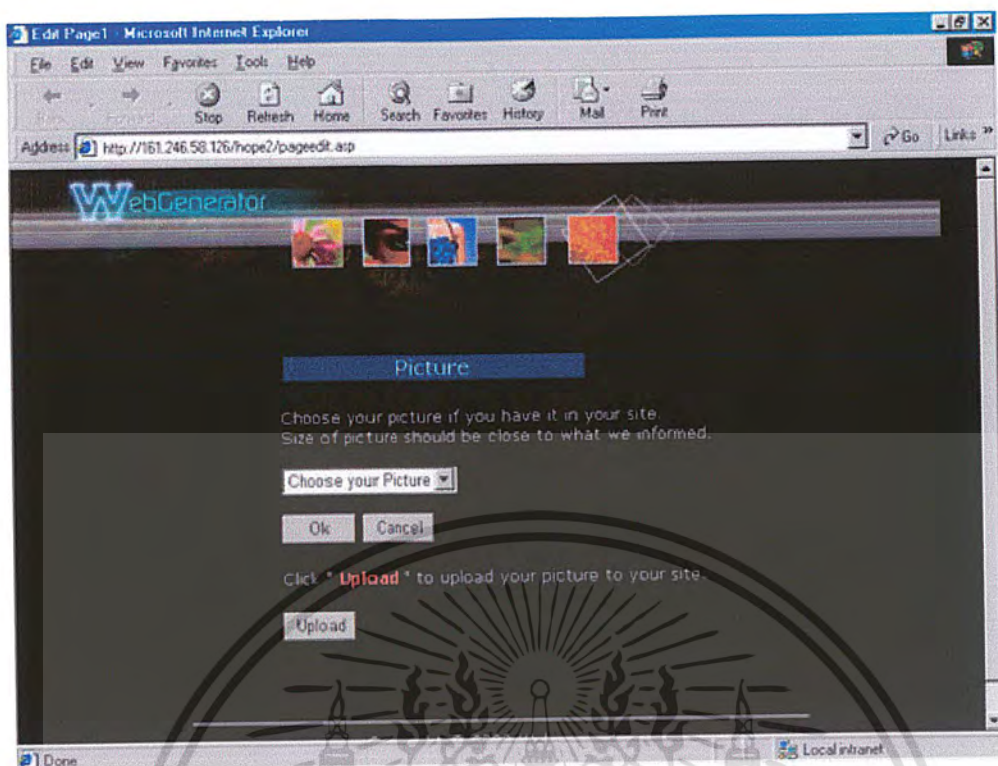 Edit Page1 - Microsoft Internet Explorer
File Edit View Favorites Tools Help
Back Forward Stop Refresh Home Search Favorites History Mail Print
Address http://161.246.58.126/hope2/pageedit.asp Go Links »
WebGenerator
Picture
Choose your picture if you have it in your site.
Size of picture should be close to what we informed.
Choose your Picture
Ok Cancel
Click " Upload " to upload your picture to your site.
Upload
Done Local intranet